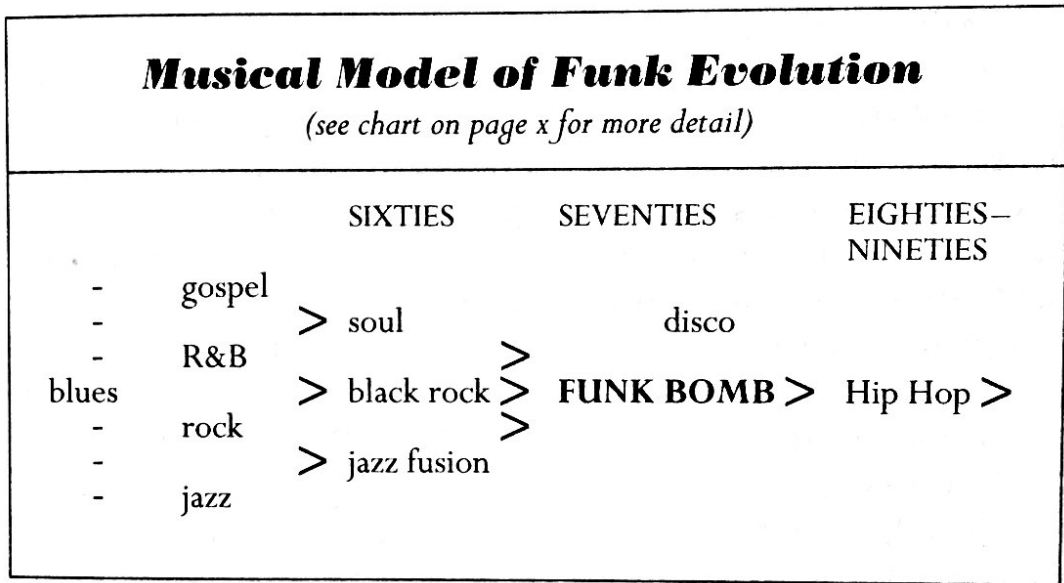 Musical Model of Funk Evolution
(see chart on page x for more detail)
SIXTIES SEVENTIES EIGHTIES–
NINETIES
- gospel
- > soul disco
- R&B >
blues > black rock > FUNK BOMB > Hip Hop >
- rock >
- > jazz fusion
- jazz